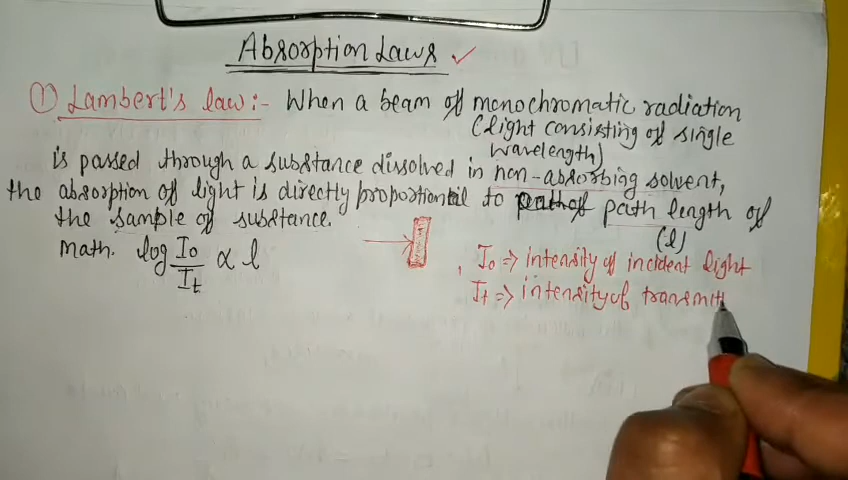 Absorption Laws ✓
① Lambert's law:- When a beam of monochromatic radiation
(light consisting of single
wavelength)
is passed through a substance dissolved in non-absorbing solvent,
the absorption of light is directly proportional to path length of
(l)
the sample of substance.
math. log I₀/Iₜ ∝ l
I₀ => intensity of incident light
Iₜ => intensity of transmitt